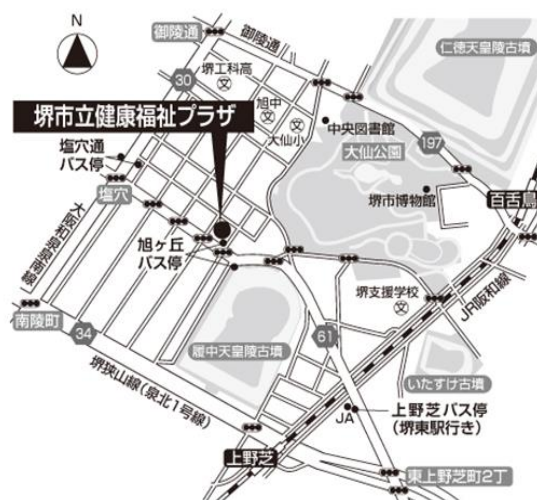 N
御陵通
御陵通
仁徳天皇陵古墳
30
堺工科高
文
旭中
文
文
大仙小
中央図書館
197
大仙公園
堺市立健康福祉プラザ
塩穴通
バス停
塩穴
堺市博物館
百舌鳥
大阪和泉泉南線
旭ヶ丘
バス停
堺支援学校
文
JR阪和線
南陵町
34
履中天皇陵古墳
61
いたすけ古墳
堺狭山線(泉北1号線)
JA
上野芝バス停
(堺東駅行き)
上野芝
東上野芝町2丁